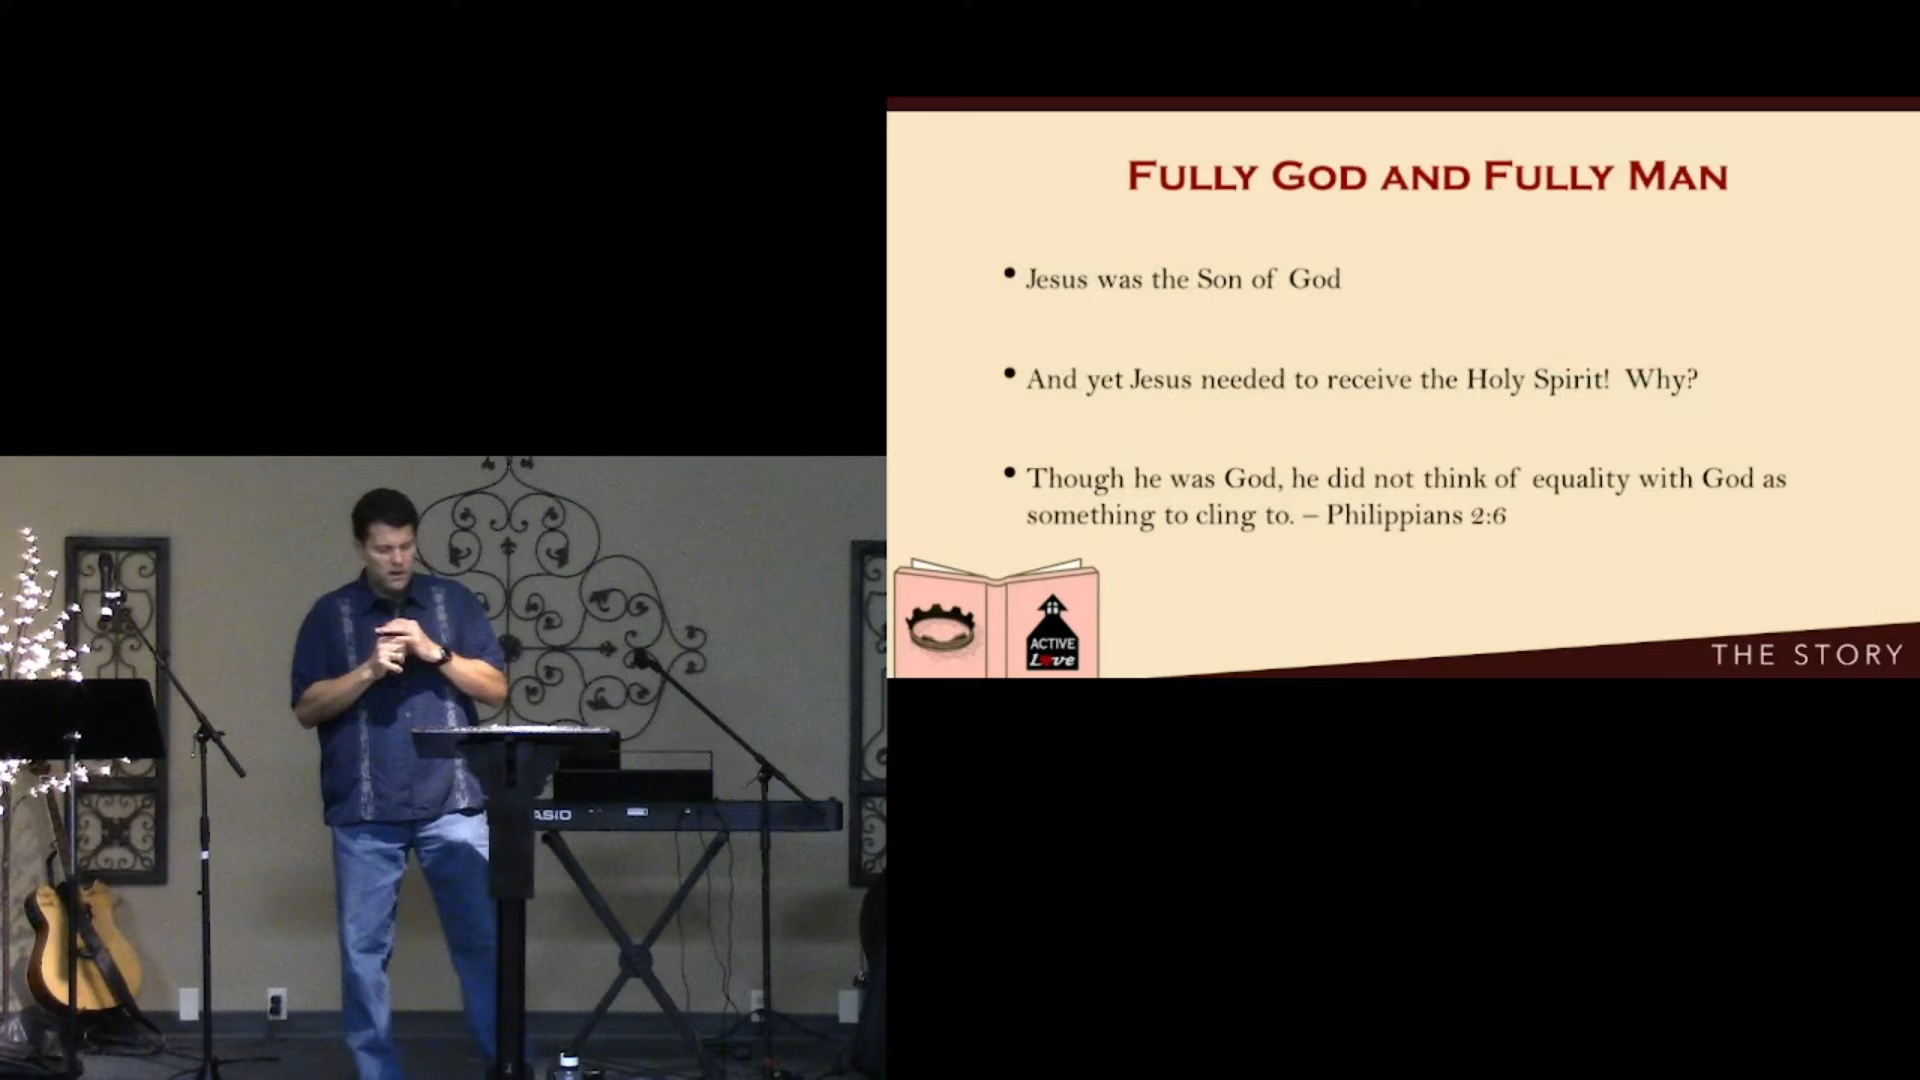 FULLY GOD AND FULLY MAN
• Jesus was the Son of God
• And yet Jesus needed to receive the Holy Spirit! Why?
• Though he was God, he did not think of equality with God as
something to cling to. – Philippians 2:6
ACTIVE
Love
THE STORY
ASIO